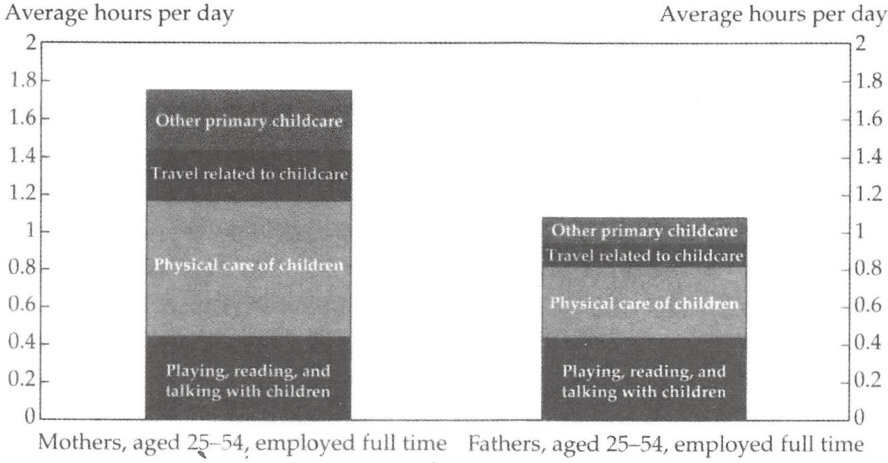 Average hours per day
Average hours per day
2
1.8
1.6
1.4
1.2
1
0.8
0.6
0.4
0.2
0
Other primary childcare
Travel related to childcare
Physical care of children
Playing, reading, and
talking with children
Other primary childcare
Travel related to childcare
Physical care of children
Playing, reading, and
talking with children
2
1.8
1.6
1.4
1.2
1
0.8
0.6
0.4
0.2
0
Mothers, aged 25–54, employed full time
Fathers, aged 25–54, employed full time